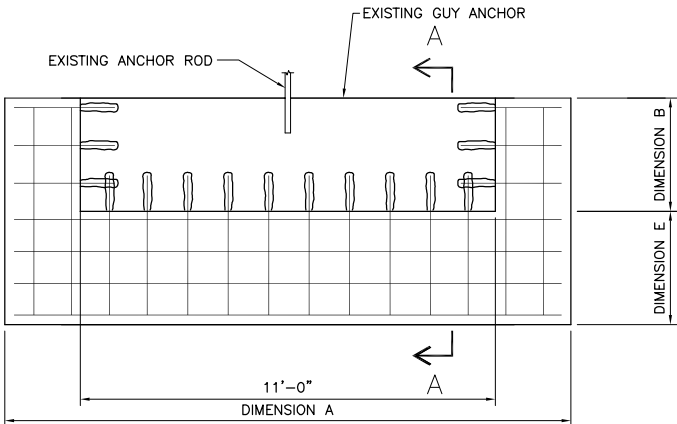 EXISTING GUY ANCHOR
A
EXISTING ANCHOR ROD
DIMENSION B
DIMENSION E
A
11'-0"
DIMENSION A